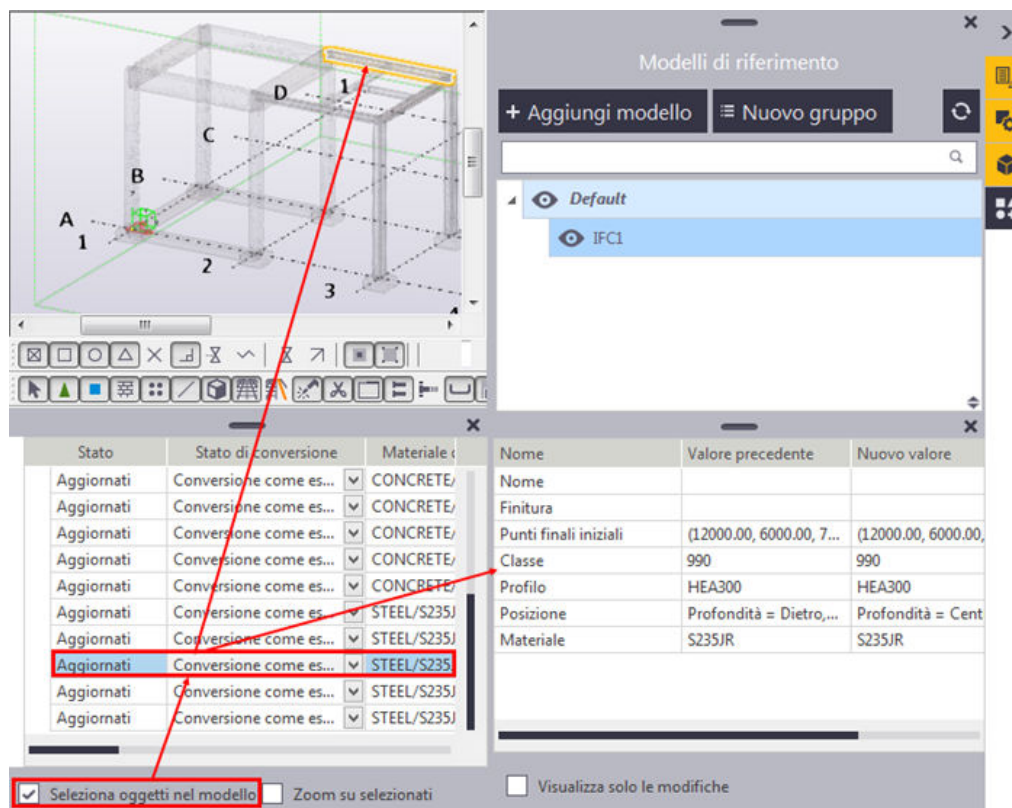 D
1
C
B
A
1
2
3
Modelli di riferimento
+ Aggiungi modello
Nuovo gruppo
Default
IFC1
Stato Stato di conversione Materiale
Aggiornati Conversione come es... CONCRETE/
Aggiornati Conversione come es... CONCRETE/
Aggiornati Conversione come es... CONCRETE/
Aggiornati Conversione come es... CONCRETE/
Aggiornati Conversione come es... CONCRETE/
Aggiornati Conversione come es... STEEL/S235J
Aggiornati Conversione come es... STEEL/S235J
Aggiornati Conversione come es... STEEL/S235
Aggiornati Conversione come es... STEEL/S235J
Aggiornati Conversione come es... STEEL/S235J
Seleziona oggetti nel modello Zoom su selezionati
Nome Valore precedente Nuovo valore
Nome
Finitura
Punti finali iniziali (12000.00, 6000.00, 7... (12000.00, 6000.00,
Classe 990 990
Profilo HEA300 HEA300
Posizione Profondità = Dietro,... Profondità = Cent
Materiale S235JR S235JR
Visualizza solo le modifiche